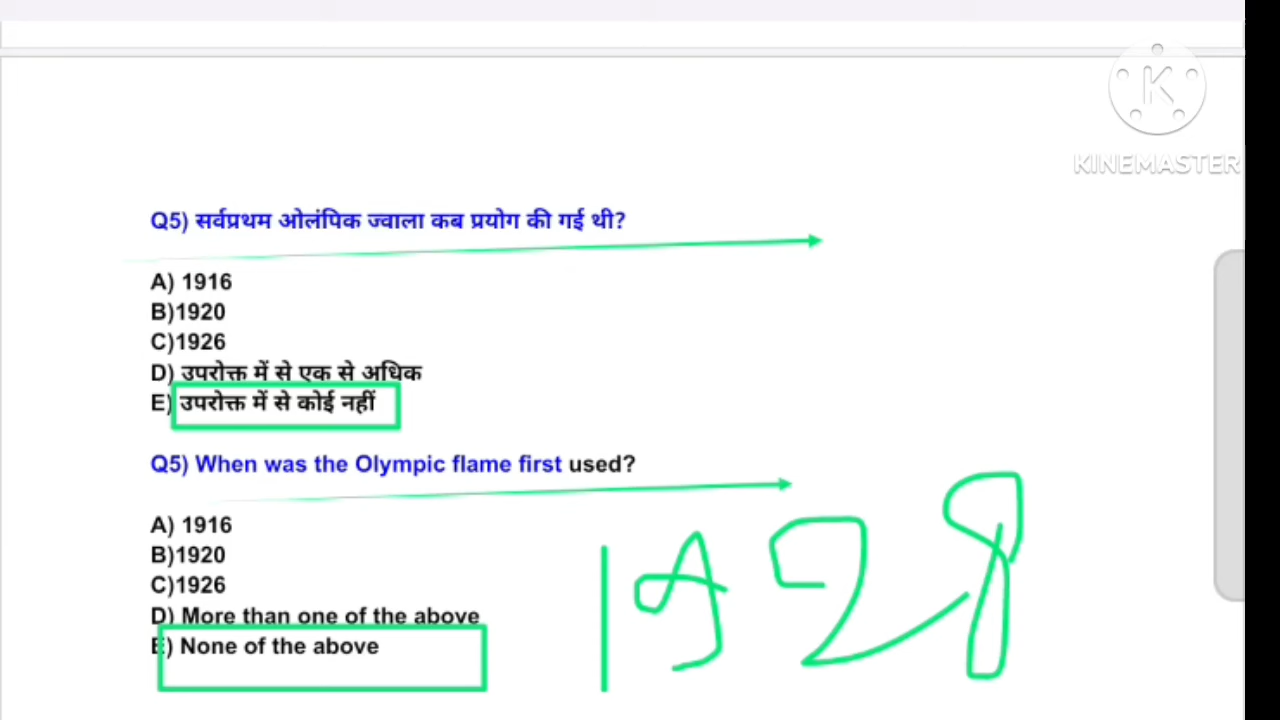 KINEMASTER
Q5) सर्वप्रथम ओलंपिक ज्वाला कब प्रयोग की गई थी?
A) 1916
B)1920
C)1926
D) उपरोक्त में से एक से अधिक
E) उपरोक्त में से कोई नहीं
Q5) When was the Olympic flame first used?
A) 1916
B)1920
C)1926
D) More than one of the above
E) None of the above
1928